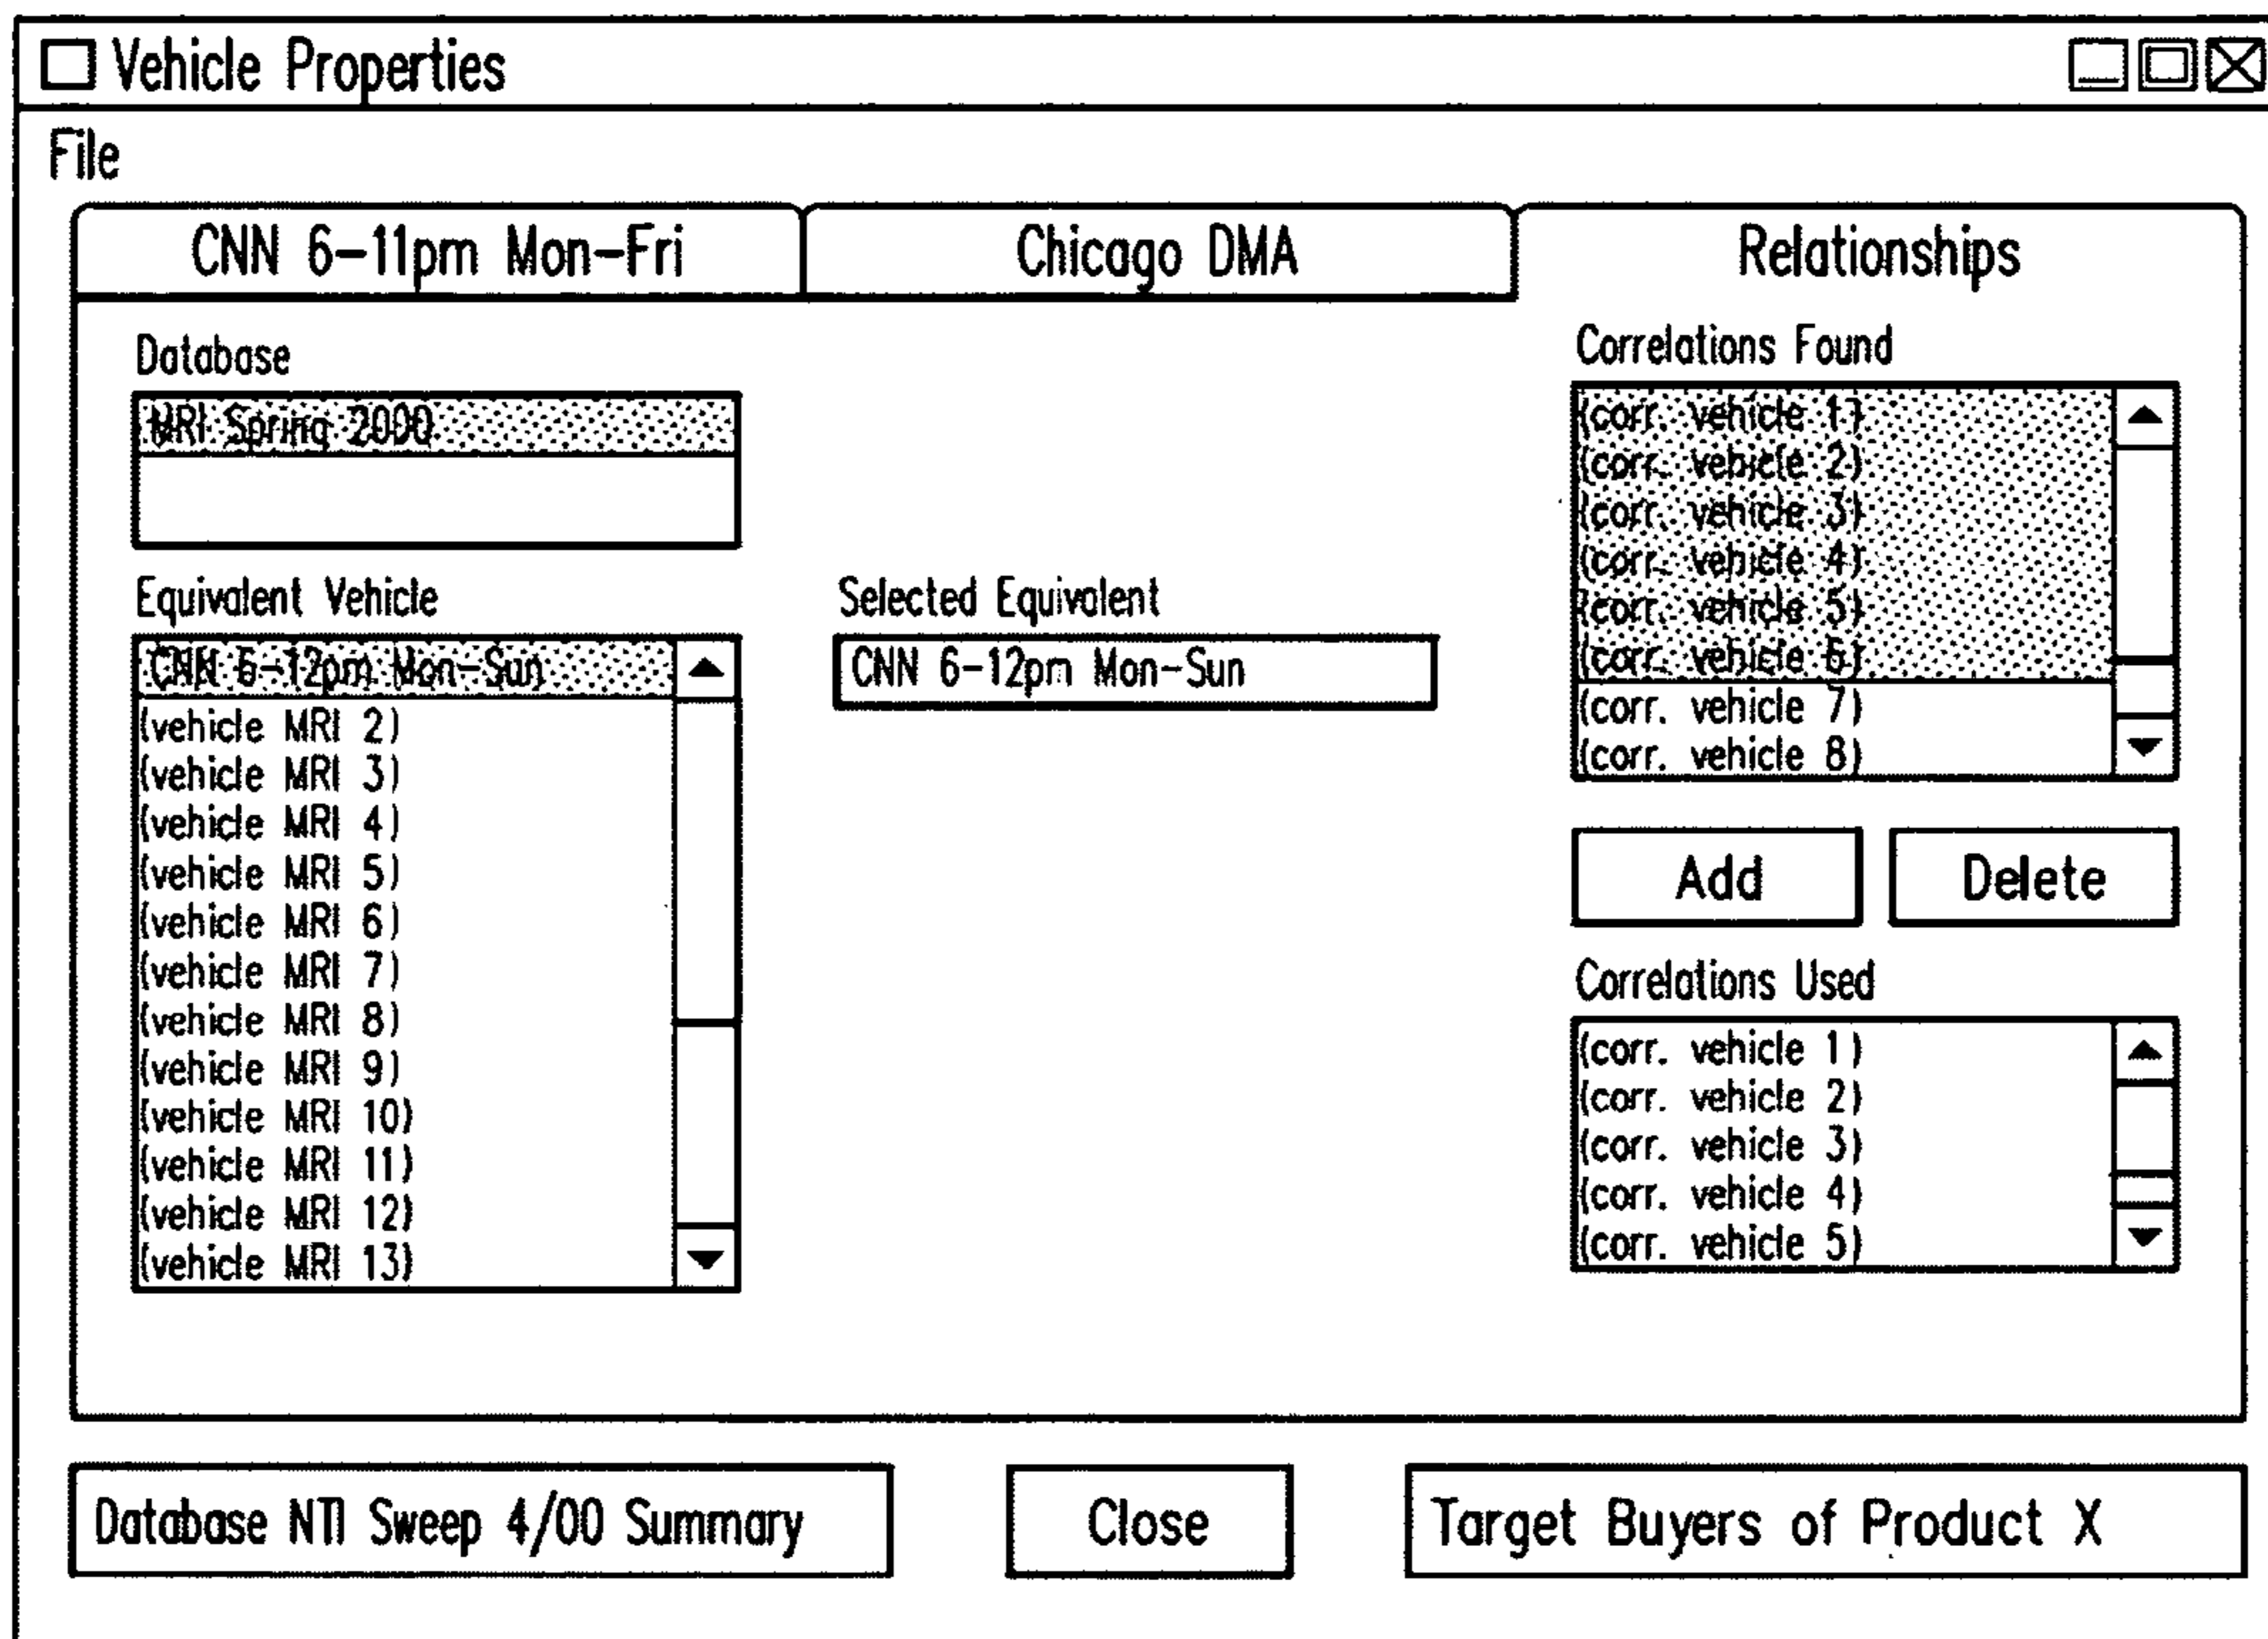 Vehicle Properties
File
CNN 6-11pm Mon-Fri
Chicago DMA
Relationships
Database
MRI Spring 2000
Equivalent Vehicle
CNN 6-12pm Mon-Sun
(vehicle MRI 2)
(vehicle MRI 3)
(vehicle MRI 4)
(vehicle MRI 5)
(vehicle MRI 6)
(vehicle MRI 7)
(vehicle MRI 8)
(vehicle MRI 9)
(vehicle MRI 10)
(vehicle MRI 11)
(vehicle MRI 12)
(vehicle MRI 13)
Selected Equivalent
CNN 6-12pm Mon-Sun
Correlations Found
(corr. vehicle 1)
(corr. vehicle 2)
(corr. vehicle 3)
(corr. vehicle 4)
(corr. vehicle 5)
(corr. vehicle 6)
(corr. vehicle 7)
(corr. vehicle 8)
Add
Delete
Correlations Used
(corr. vehicle 1)
(corr. vehicle 2)
(corr. vehicle 3)
(corr. vehicle 4)
(corr. vehicle 5)
Database NTI Sweep 4/00 Summary
Close
Target Buyers of Product X